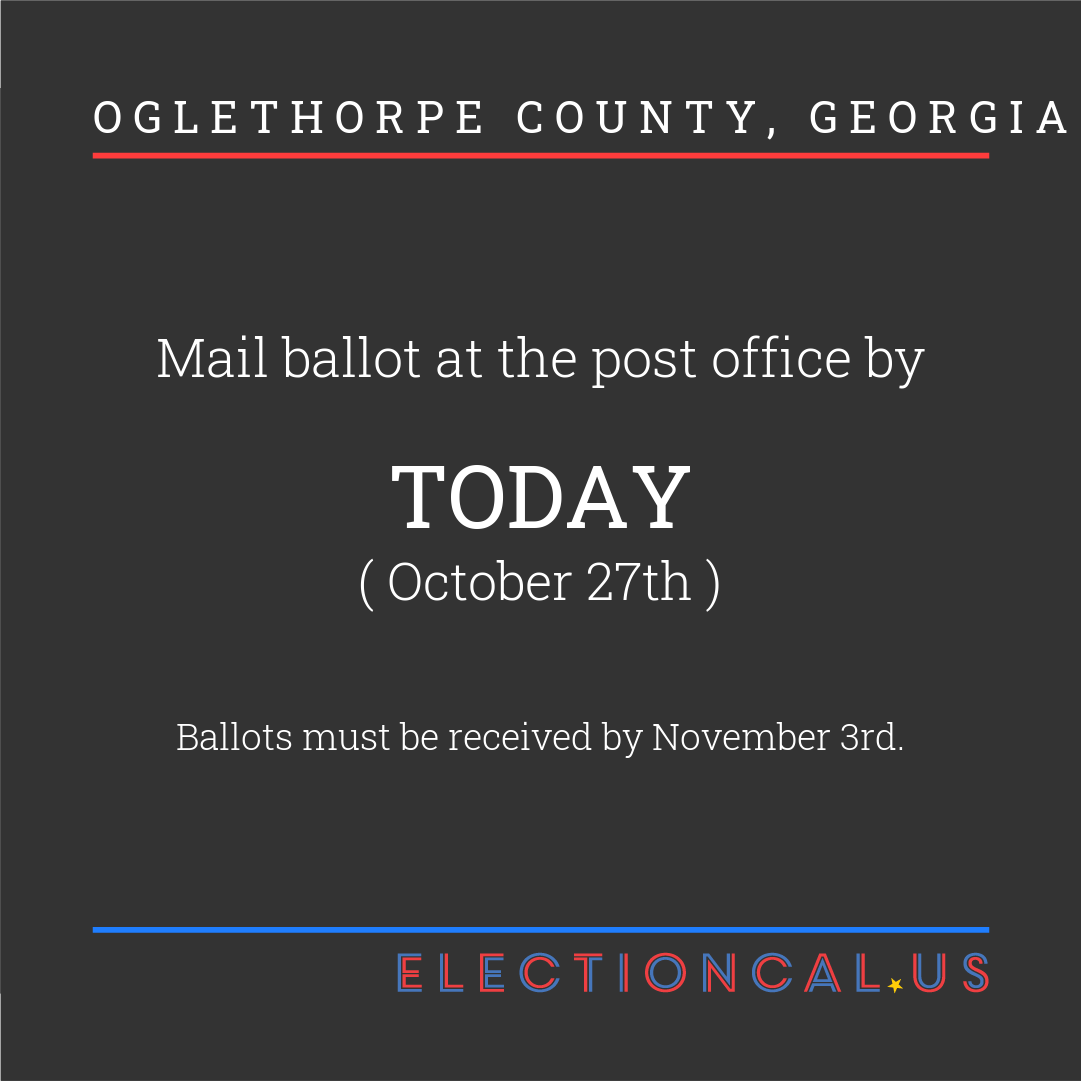 OGLETHORPE COUNTY, GEORGIA
Mail ballot at the post office by
TODAY
( October 27th )
Ballots must be received by November 3rd.
ELECTIONCAL.US